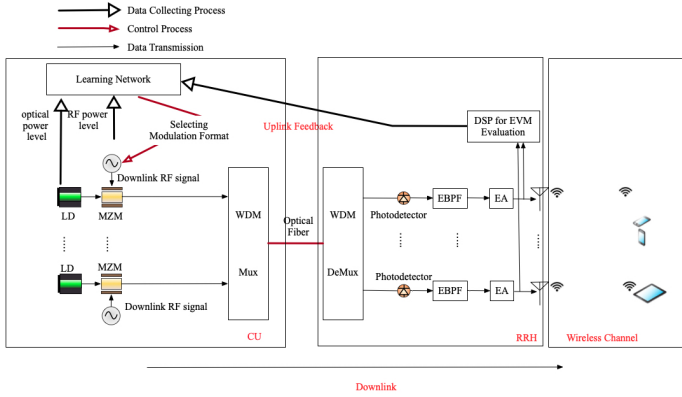 Data Collecting Process
Control Process
Data Transmission
Learning Network
optical
power
level
RF power
level
Selecting
Modulation Format
Uplink Feedback
DSP for EVM
Evaluation
Downlink RF signal
LD
MZM
WDM
Mux
Optical
Fiber
WDM
DeMux
Photodetector
EBPF
EA
LD
MZM
Downlink RF signal
Photodetector
EBPF
EA
CU
RRH
Wireless Channel
Downlink